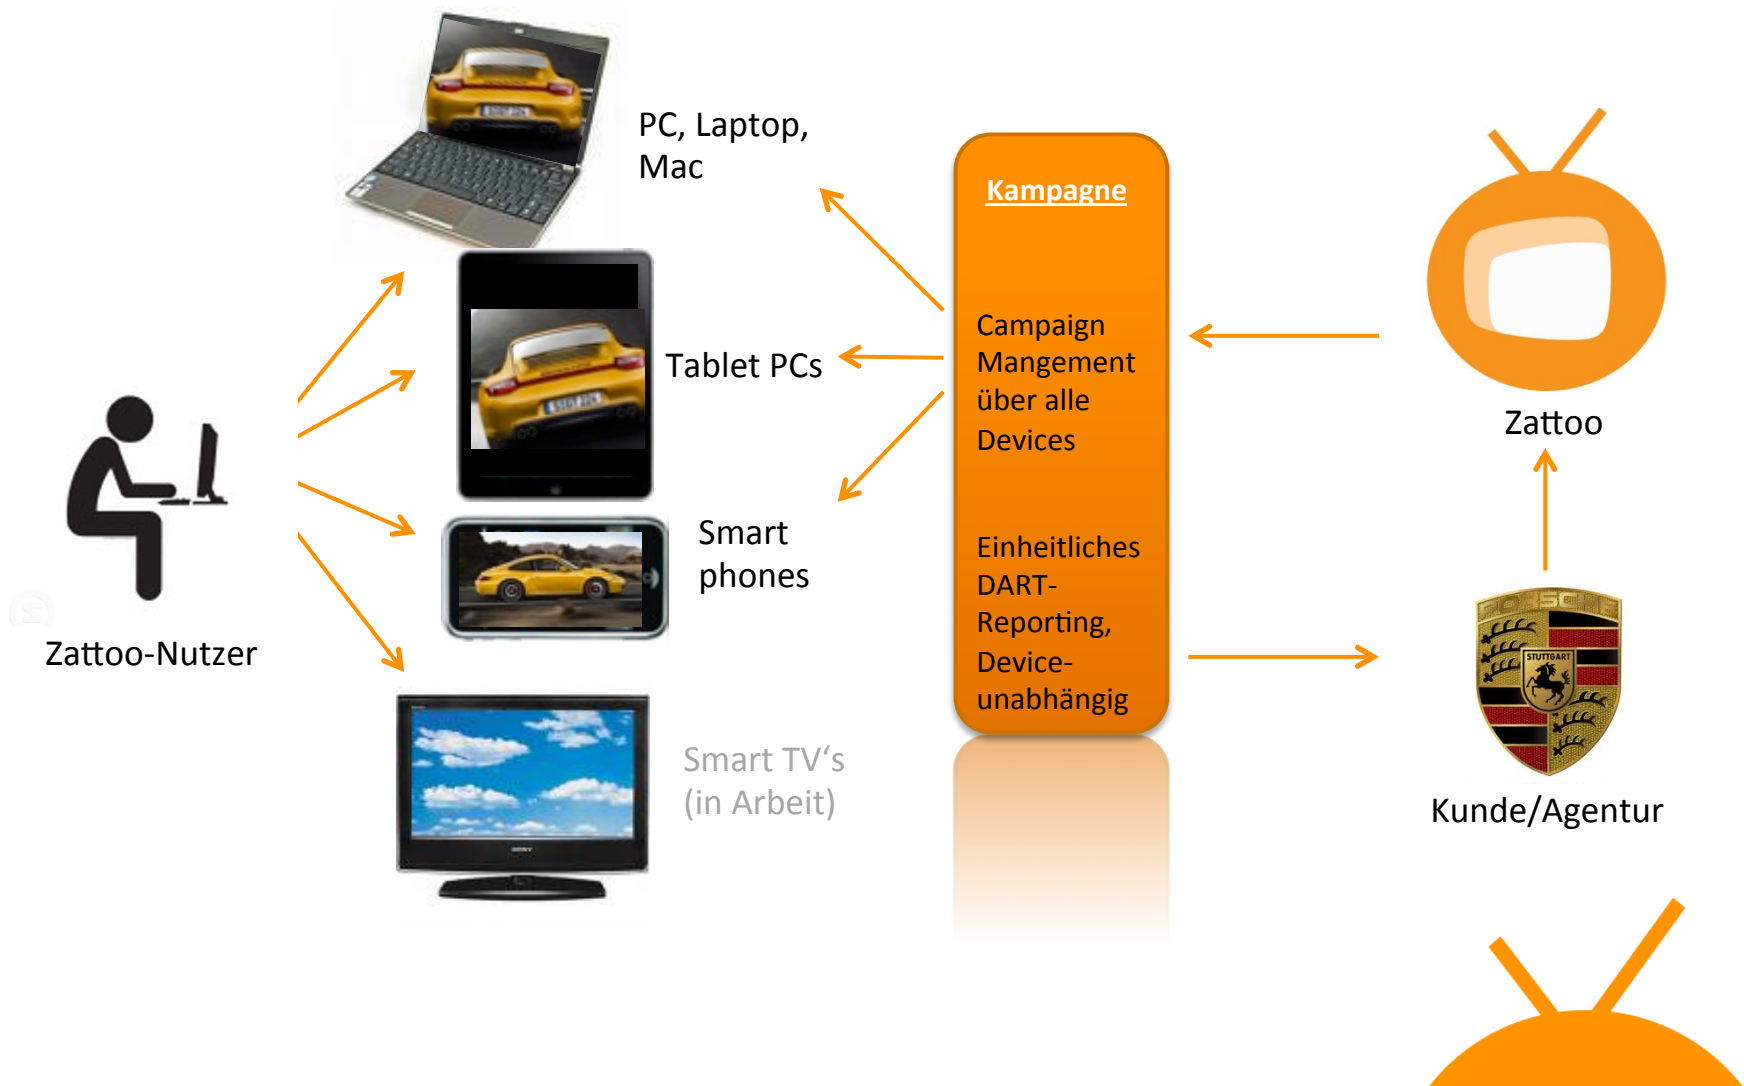 PC, Laptop,
Mac
Kampagne
Campaign
Mangement
über alle
Devices
Tablet PCs
Zattoo
Smart
phones
Einheitliches
DART-
Reporting,
Device-
unabhängig
Zattoo-Nutzer
PORSCHE
STUTTGART
Smart TV‘s
(in Arbeit)
Kunde/Agentur
SONY